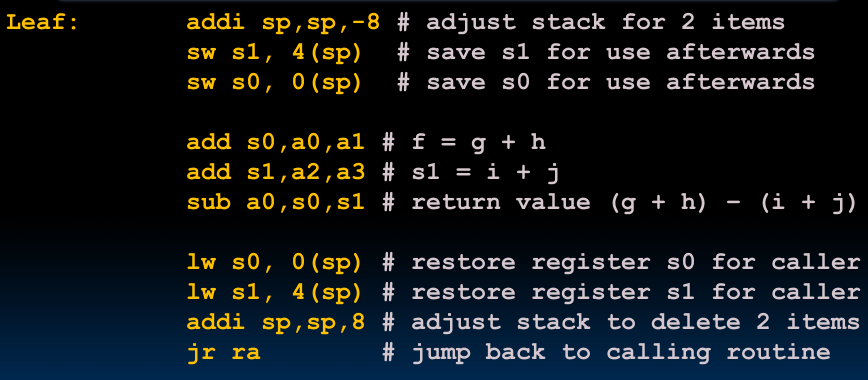 Leaf: addi sp,sp,-8 # adjust stack for 2 items
sw s1, 4(sp) # save s1 for use afterwards
sw s0, 0(sp) # save s0 for use afterwards
add s0,a0,a1 # f = g + h
add s1,a2,a3 # s1 = i + j
sub a0,s0,s1 # return value (g + h) - (i + j)
lw s0, 0(sp) # restore register s0 for caller
lw s1, 4(sp) # restore register s1 for caller
addi sp,sp,8 # adjust stack to delete 2 items
jr ra # jump back to calling routine